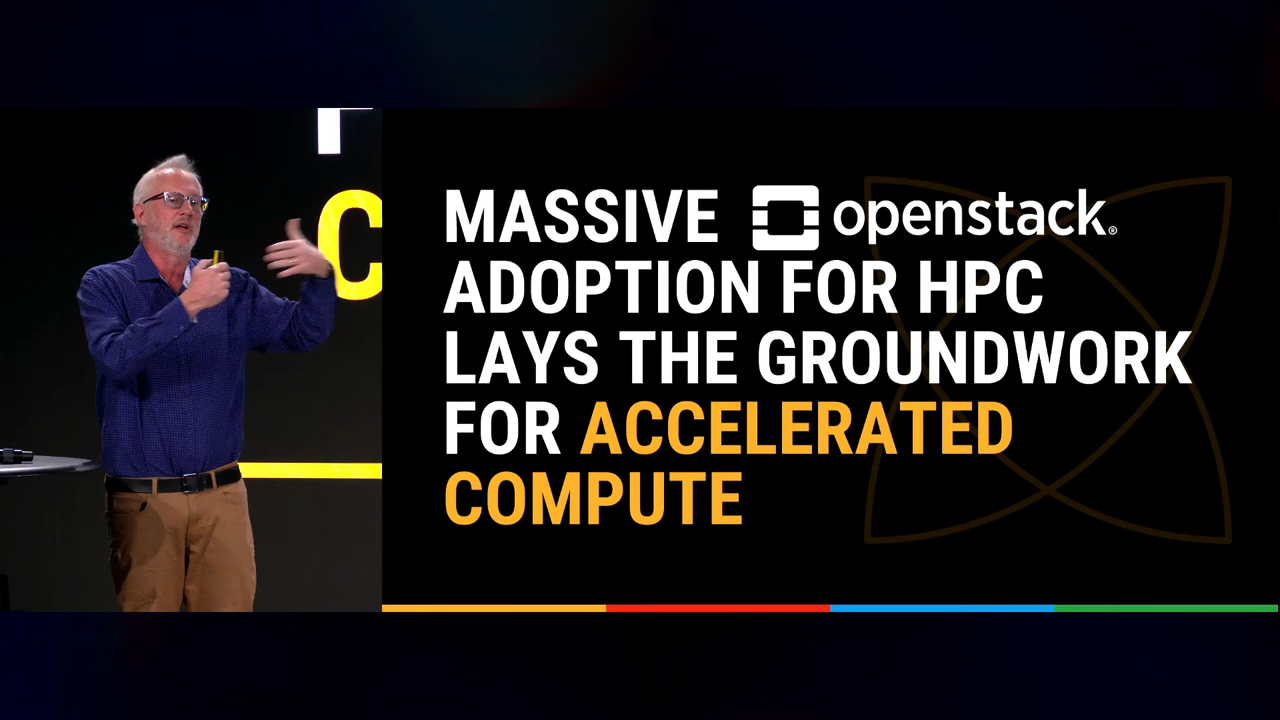 MASSIVE openstack®
ADOPTION FOR HPC
LAYS THE GROUNDWORK
FOR ACCELERATED
COMPUTE
C